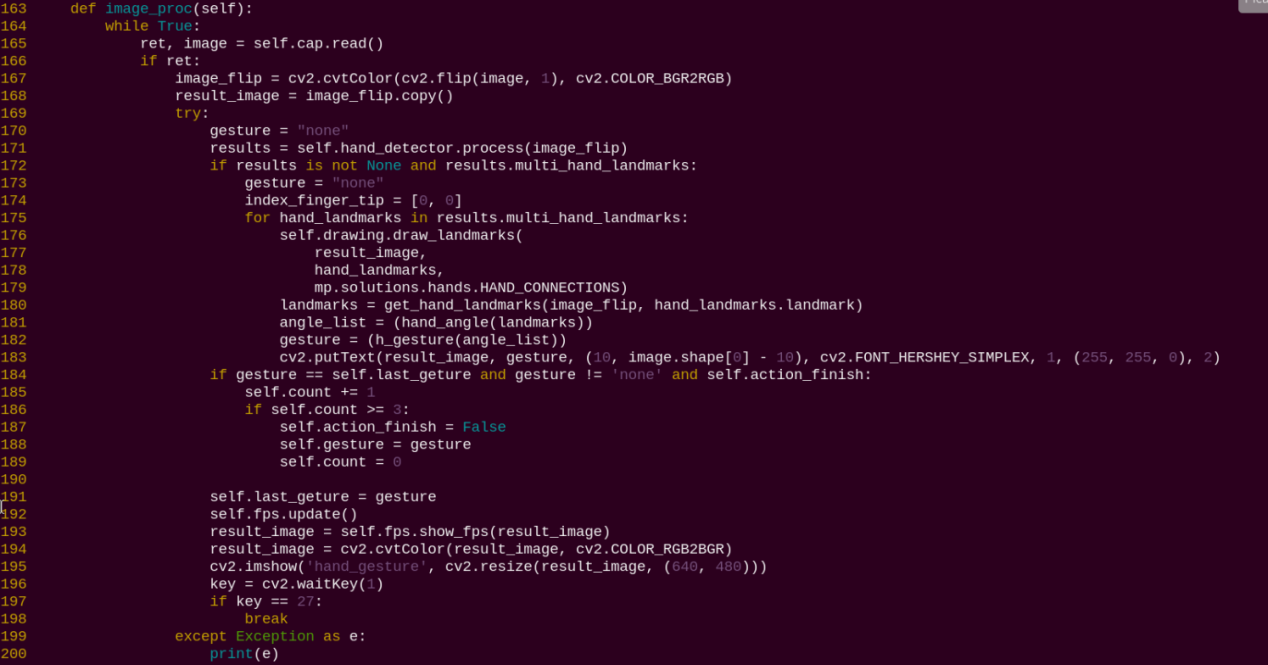 163     def image_proc(self):
164         while True:
165             ret, image = self.cap.read()
166             if ret:
167                 image_flip = cv2.cvtColor(cv2.flip(image, 1), cv2.COLOR_BGR2RGB)
168                 result_image = image_flip.copy()
169                 try:
170                     gesture = "none"
171                     results = self.hand_detector.process(image_flip)
172                     if results is not None and results.multi_hand_landmarks:
173                         gesture = "none"
174                         index_finger_tip = [0, 0]
175                         for hand_landmarks in results.multi_hand_landmarks:
176                             self.drawing.draw_landmarks(
177                                 result_image,
178                                 hand_landmarks,
179                                 mp.solutions.hands.HAND_CONNECTIONS)
180                             landmarks = get_hand_landmarks(image_flip, hand_landmarks.landmark)
181                             angle_list = (hand_angle(landmarks))
182                             gesture = (h_gesture(angle_list))
183                             cv2.putText(result_image, gesture, (10, image.shape[0] - 10), cv2.FONT_HERSHEY_SIMPLEX, 1, (255, 255, 0), 2)
184                     if gesture == self.last_geture and gesture != 'none' and self.action_finish:
185                         self.count += 1
186                         if self.count >= 3:
187                             self.action_finish = False
188                             self.gesture = gesture
189                             self.count = 0
190
191                     self.last_geture = gesture
192                     self.fps.update()
193                     result_image = self.fps.show_fps(result_image)
194                     result_image = cv2.cvtColor(result_image, cv2.COLOR_RGB2BGR)
195                     cv2.imshow('hand_gesture', cv2.resize(result_image, (640, 480)))
196                     key = cv2.waitKey(1)
197                     if key == 27:
198                         break
199                 except Exception as e:
200                     print(e)